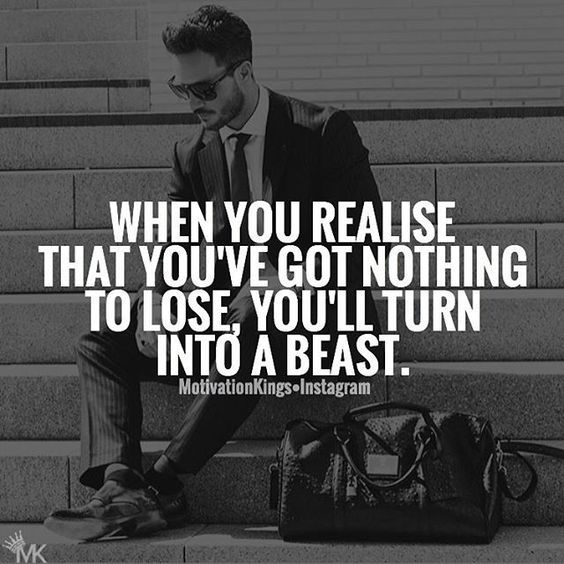 WHEN YOU REALISE
THAT YOU'VE GOT NOTHING
TO LOSE, YOU'LL TURN
INTO A BEAST.
MotivationKings•Instagram
MK